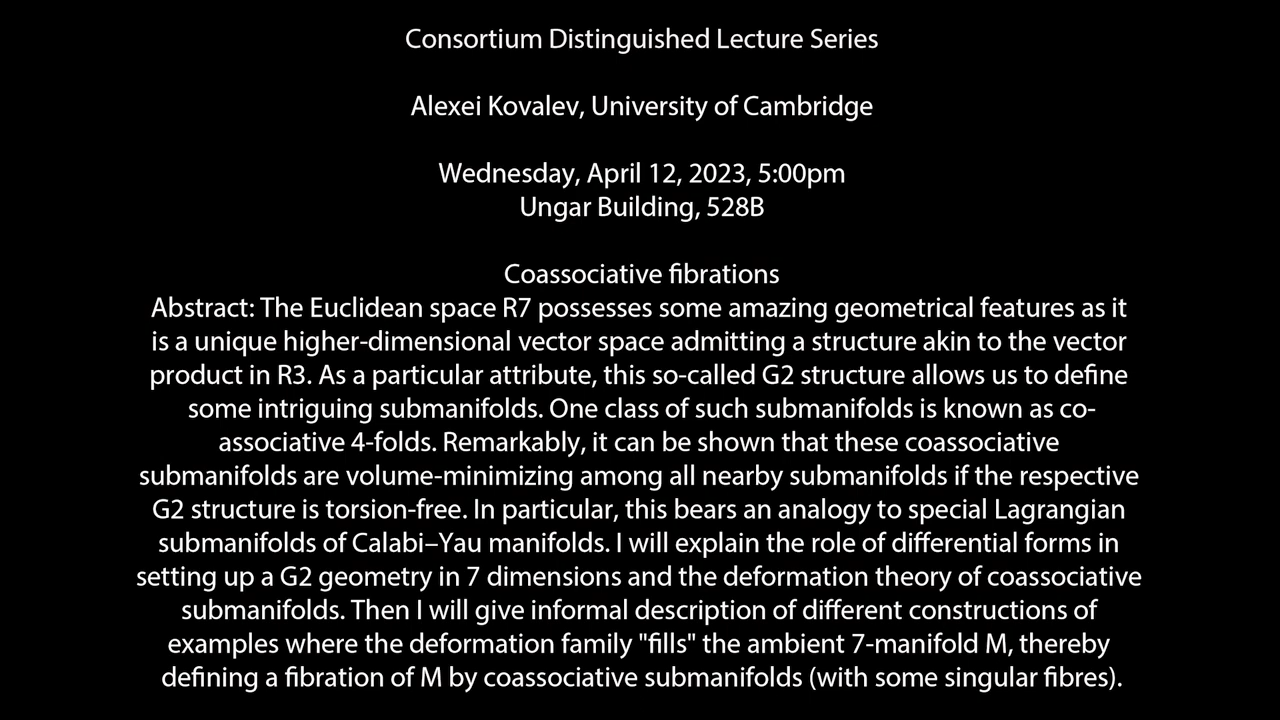 Consortium Distinguished Lecture Series
Alexei Kovalev, University of Cambridge
Wednesday, April 12, 2023, 5:00pm
Ungar Building, 528B
Coassociative fibrations
Abstract: The Euclidean space R7 possesses some amazing geometrical features as it
is a unique higher-dimensional vector space admitting a structure akin to the vector
product in R3. As a particular attribute, this so-called G2 structure allows us to define
some intriguing submanifolds. One class of such submanifolds is known as co-
associative 4-folds. Remarkably, it can be shown that these coassociative
submanifolds are volume-minimizing among all nearby submanifolds if the respective
G2 structure is torsion-free. In particular, this bears an analogy to special Lagrangian
submanifolds of Calabi–Yau manifolds. I will explain the role of differential forms in
setting up a G2 geometry in 7 dimensions and the deformation theory of coassociative
submanifolds. Then I will give informal description of different constructions of
examples where the deformation family "fills" the ambient 7-manifold M, thereby
defining a fibration of M by coassociative submanifolds (with some singular fibres).